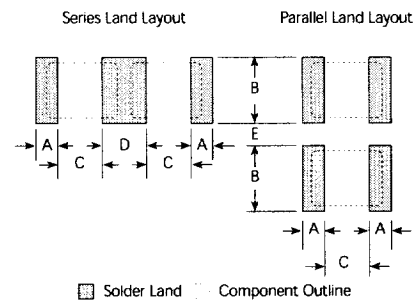 Series Land Layout
Parallel Land Layout
B
E
A
D
A
C
C
B
A
A
C
Solder Land
Component Outline